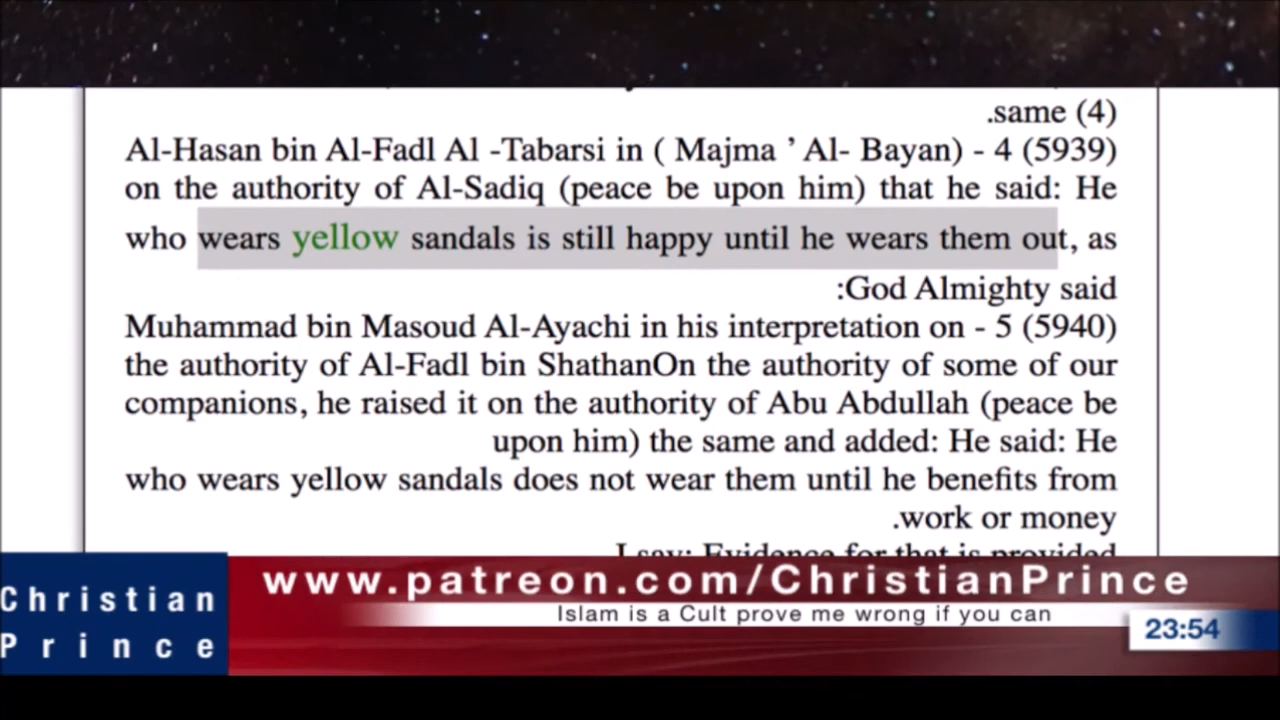 .same (4)
Al-Hasan bin Al-Fadl Al -Tabarsi in ( Majma ’ Al- Bayan) - 4 (5939)
on the authority of Al-Sadiq (peace be upon him) that he said: He
who wears yellow sandals is still happy until he wears them out, as
:God Almighty said
Muhammad bin Masoud Al-Ayachi in his interpretation on - 5 (5940)
the authority of Al-Fadl bin ShathanOn the authority of some of our
companions, he raised it on the authority of Abu Abdullah (peace be
upon him) the same and added: He said: He
who wears yellow sandals does not wear them until he benefits from
.work or money
I say: Evidence for that is provided
www.patreon.com/ChristianPrince
Islam is a Cult prove me wrong if you can
Christian
Prince
23:54